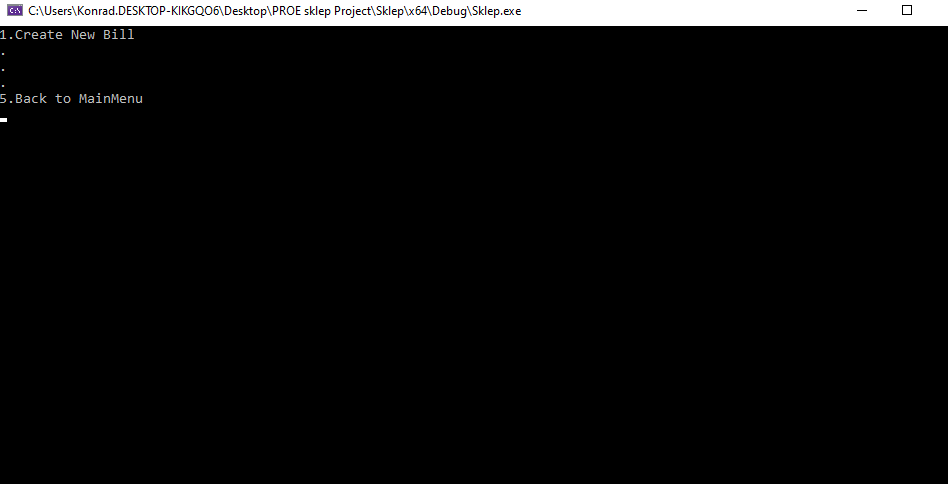 C:\Users\Konrad.DESKTOP-KIKGQO6\Desktop\PROE sklep Project\Sklep\x64\Debug\Sklep.exe
1.Create New Bill
.
.
.
5.Back to MainMenu